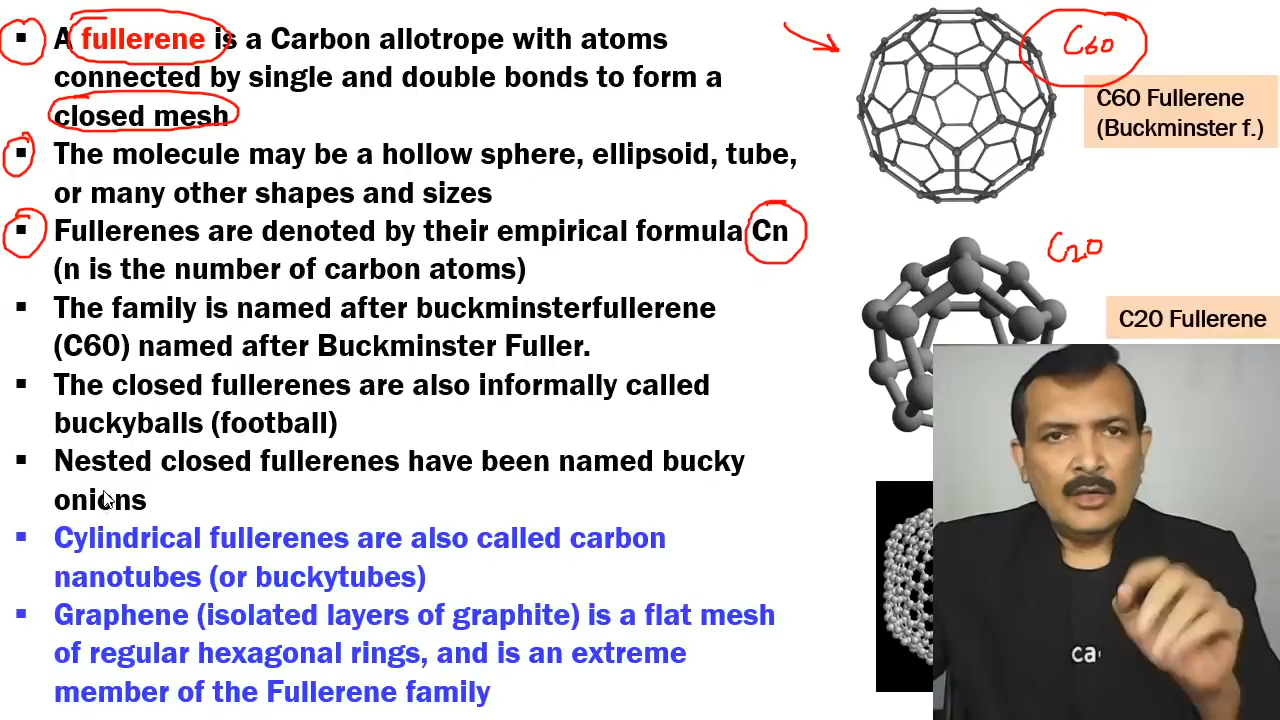 ▪ A fullerene is a Carbon allotrope with atoms
connected by single and double bonds to form a
closed mesh
▪ The molecule may be a hollow sphere, ellipsoid, tube,
or many other shapes and sizes
▪ Fullerenes are denoted by their empirical formula Cn
(n is the number of carbon atoms)
▪ The family is named after buckminsterfullerene
(C60) named after Buckminster Fuller.
▪ The closed fullerenes are also informally called
buckyballs (football)
▪ Nested closed fullerenes have been named bucky
onions
▪ Cylindrical fullerenes are also called carbon
nanotubes (or buckytubes)
▪ Graphene (isolated layers of graphite) is a flat mesh
of regular hexagonal rings, and is an extreme
member of the Fullerene family
C60
C60 Fullerene
(Buckminster f.)
C20
C20 Fullerene